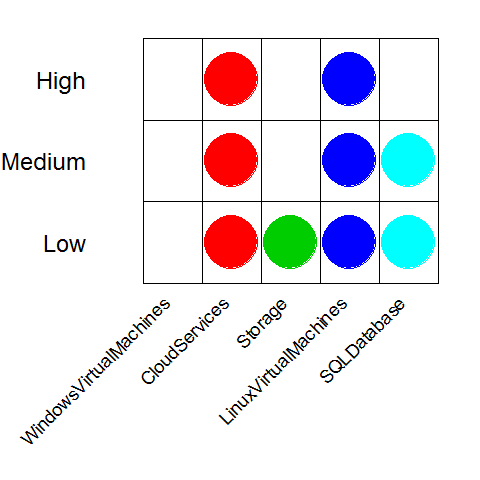 High
Medium
Low
WindowsVirtualMachines
CloudServices
Storage
LinuxVirtualMachines
SQLDatabase